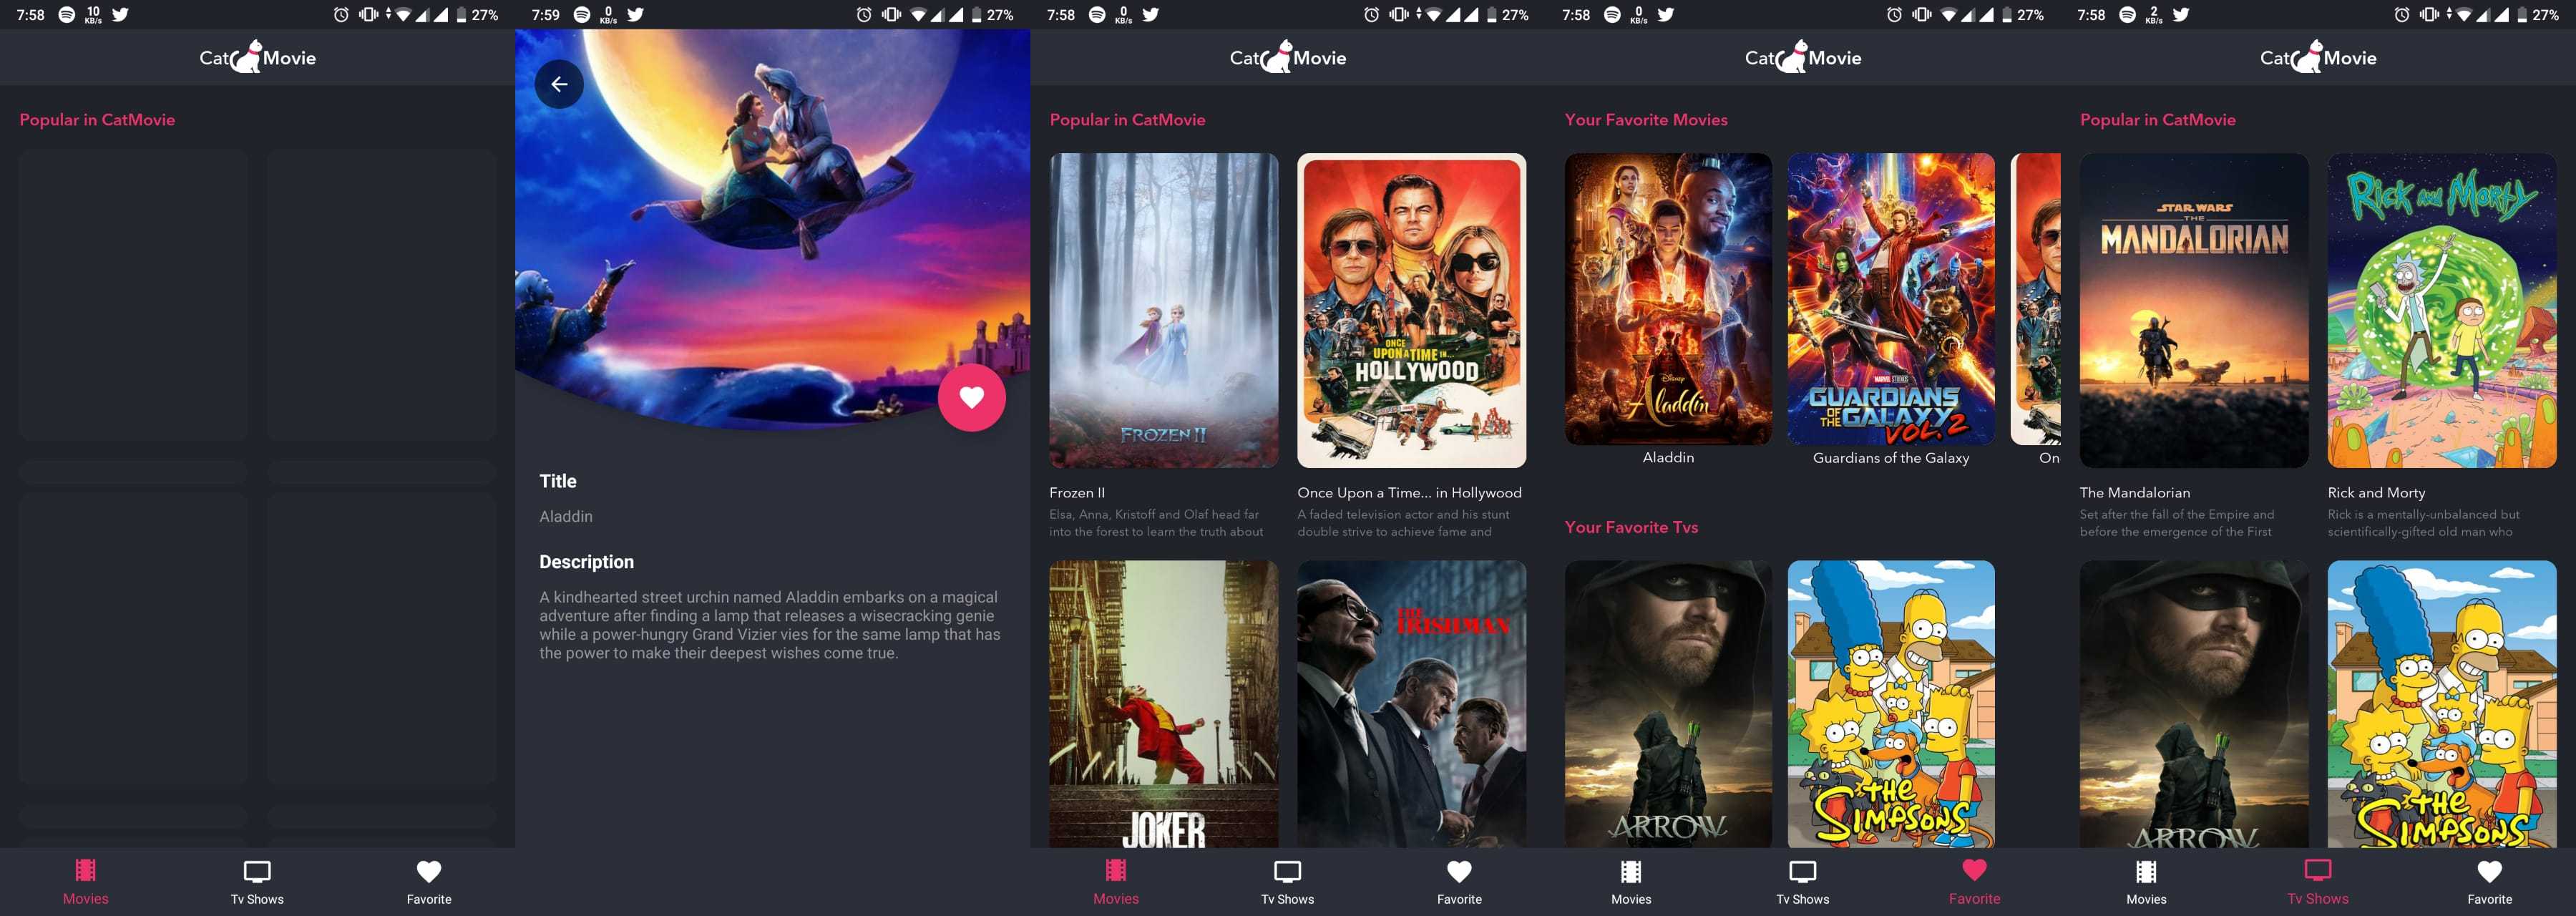 7:58 10 KB/s 27%
Cat Movie
Popular in CatMovie
Movies
Tv Shows
Favorite
7:59 0 KB/s 27%
Title
Aladdin
Description
A kindhearted street urchin named Aladdin embarks on a magical
adventure after finding a lamp that releases a wisecracking genie
while a power-hungry Grand Vizier vies for the same lamp that has
the power to make their deepest wishes come true.
7:58 0 KB/s 27%
Cat Movie
Popular in CatMovie
FROZEN II
ONCE
UPON A TIME... IN
HOLLYWOOD
Frozen II
Elsa, Anna, Kristoff and Olaf head far
into the forest to learn the truth about
Once Upon a Time... in Hollywood
A faded television actor and his stunt
double strive to achieve fame and
JOKER
THE
IRISHMAN
Movies
Tv Shows
Favorite
7:58 0 KB/s 27%
Cat Movie
Your Favorite Movies
Disney
Aladdin
MARVEL STUDIOS
GUARDIANS
OF THE GALAXY
VOL. 2
Aladdin
Guardians of the Galaxy
On
Your Favorite Tvs
ARROW
THE
SIMPSONS
Movies
Tv Shows
Favorite
7:58 2 KB/s 27%
Cat Movie
Popular in CatMovie
STAR WARS
THE
MANDALORIAN
RICK AND MORTY
The Mandalorian
Set after the fall of the Empire and
before the emergence of the First
Rick and Morty
Rick is a mentally-unbalanced but
scientifically-gifted old man who
ARROW
THE
SIMPSONS
Movies
Tv Shows
Favorite